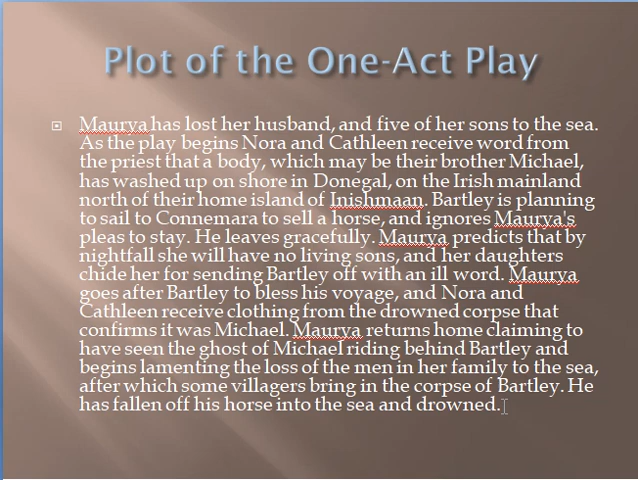 Plot of the One-Act Play
Maurya has lost her husband, and five of her sons to the sea.
As the play begins Nora and Cathleen receive word from
the priest that a body, which may be their brother Michael,
has washed up on shore in Donegal, on the Irish mainland
north of their home island of Inishmaan. Bartley is planning
to sail to Connemara to sell a horse, and ignores Maurya's
pleas to stay. He leaves gracefully. Maurya predicts that by
nightfall she will have no living sons, and her daughters
chide her for sending Bartley off with an ill word. Maurya
goes after Bartley to bless his voyage, and Nora and
Cathleen receive clothing from the drowned corpse that
confirms it was Michael. Maurya returns home claiming to
have seen the ghost of Michael riding behind Bartley and
begins lamenting the loss of the men in her family to the sea,
after which some villagers bring in the corpse of Bartley. He
has fallen off his horse into the sea and drowned.